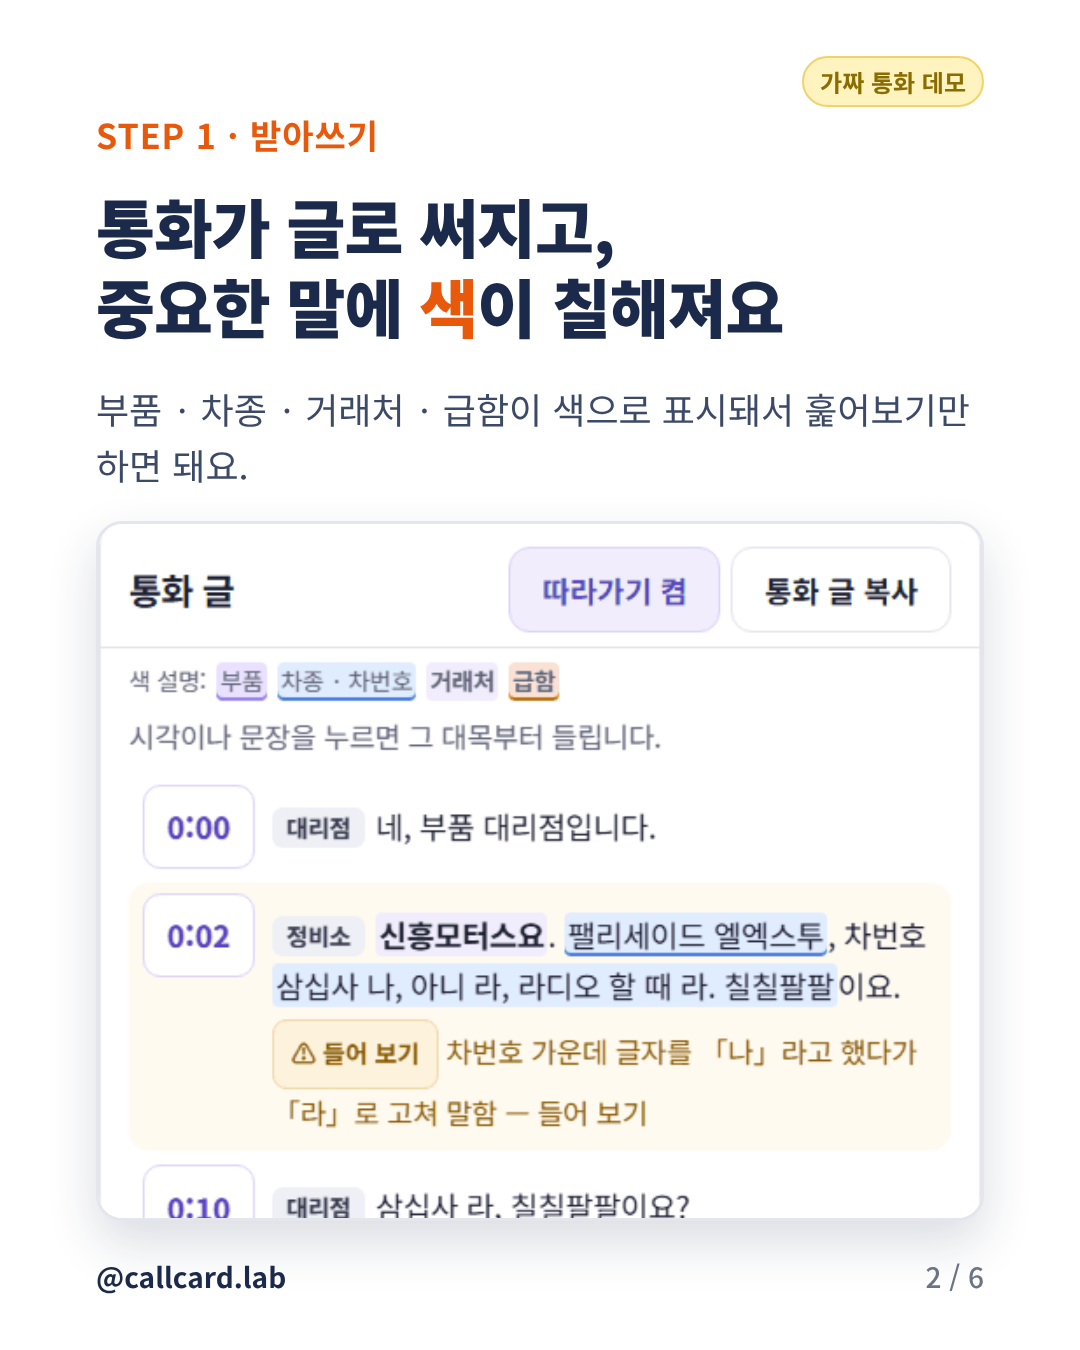 가짜 통화 데모
STEP 1 · 받아쓰기
통화가 글로 써지고,
중요한 말에 색이 칠해져요
부품 · 차종 · 거래처 · 급함이 색으로 표시돼서 훑어보기만
하면 돼요.
통화 글 따라가기 켬 통화 글 복사
색 설명: 부품 차종 · 차번호 거래처 급함
시각이나 문장을 누르면 그 대목부터 들립니다.
0:00 대리점 네, 부품 대리점입니다.
0:02 정비소 신흥모터스요. 팰리세이드 엘엑스투, 차번호
삼십사 나, 아니 라, 라디오 할 때 라. 칠칠팔팔이요.
⚠ 들어 보기 차번호 가운데 글자를 「나」라고 했다가
「라」로 고쳐 말함 — 들어 보기
0:10 대리점 삼십사 라, 칠칠팔팔이요?
@callcard.lab 2 / 6